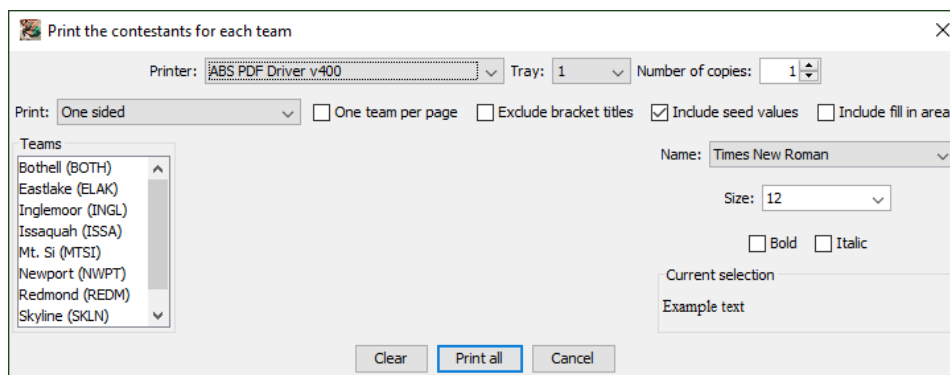 Print the contestants for each team
Printer: ABS PDF Driver v400 Tray: 1 Number of copies: 1
Print: One sided One team per page Exclude bracket titles Include seed values Include fill in area
Teams
Bothell (BOTH)
Eastlake (ELAK)
Inglemoor (INGL)
Issaquah (ISSA)
Mt. Si (MTSI)
Newport (NWPT)
Redmond (REDM)
Skyline (SKLN)
Name: Times New Roman
Size: 12
Bold Italic
Current selection
Example text
Clear Print all Cancel